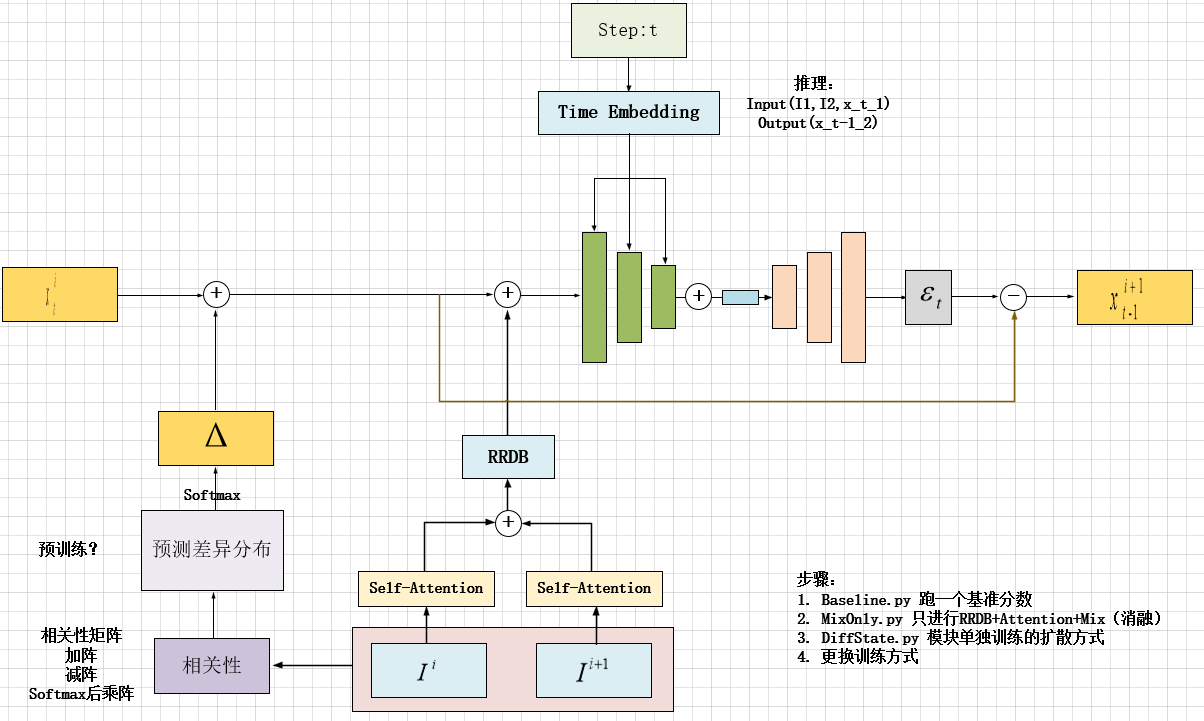 Step:t
Time Embedding
推理：
Input(I1,I2,x_t_1)
Output(x_t-1_2)
+
+
+
ε t
−
x i+1 t-1
Δ
RRDB
Softmax
+
预训练？
预测差异分布
Self-Attention
Self-Attention
步骤：
1. Baseline.py 跑一个基准分数
2. MixOnly.py 只进行RRDB+Attention+Mix（消融）
3. DiffState.py 模块单独训练的扩散方式
4. 更换训练方式
相关性矩阵
加阵
减阵
Softmax后乘阵
相关性
I i
I i+1